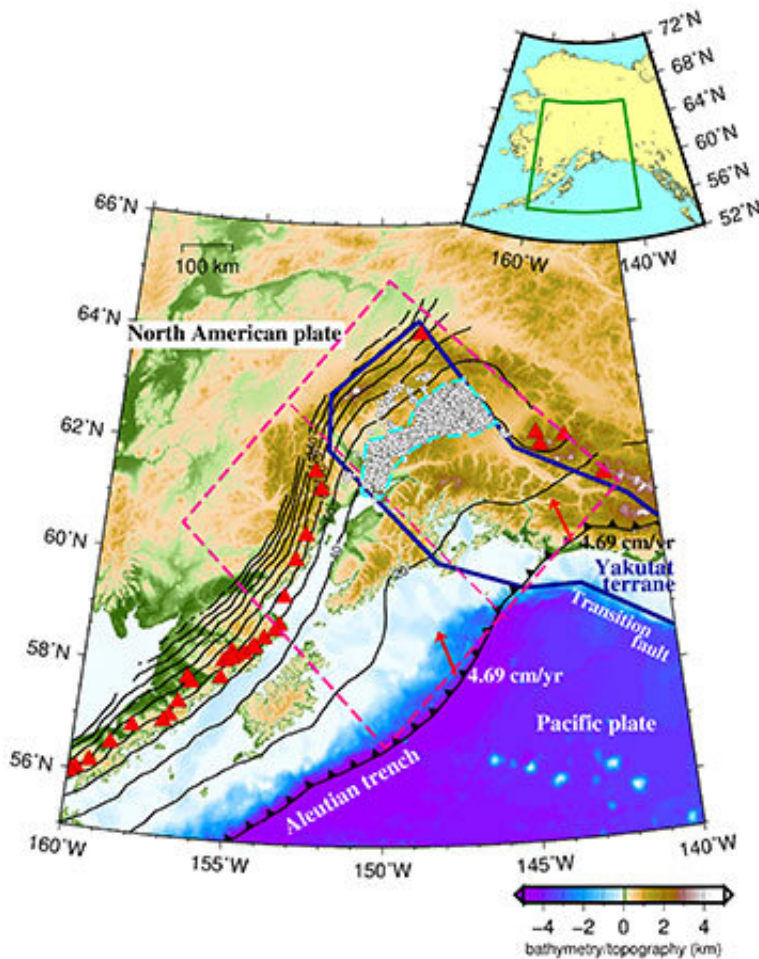 72°N
68°N
64°N
60°N
56°N
52°N
160°W
140°W
66°N
100 km
64°N
North American plate
62°N
60°N
4.69 cm/yr
Yakutat
terrane
58°N
Transition
fault
4.69 cm/yr
Pacific plate
56°N
Aleutian trench
160°W
155°W
150°W
145°W
140°W
−4 −2 0 2 4
bathymetry/topography (km)